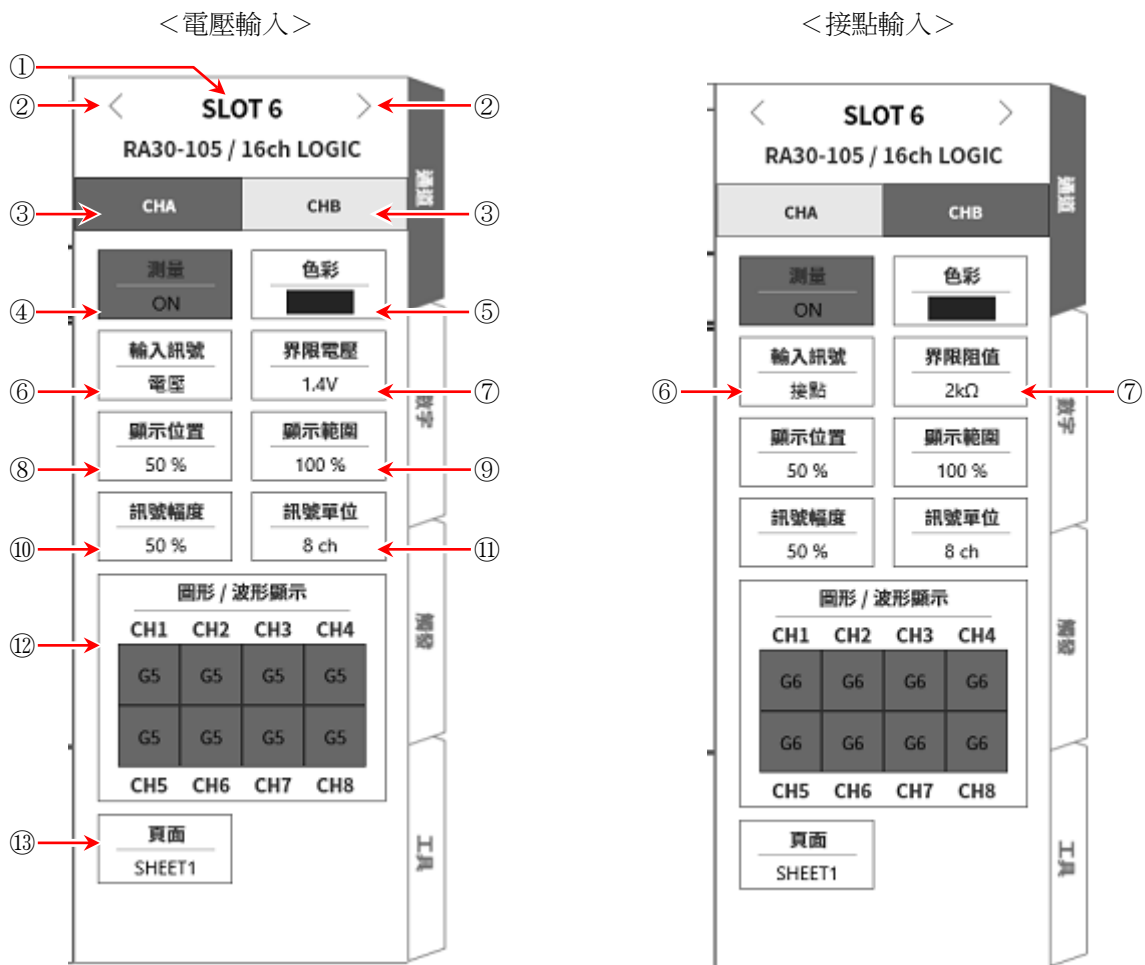 ＜電壓輸入＞
①
② < SLOT 6 > ②
RA30-105 / 16ch LOGIC
③ CHA CHB ③
測量 色彩
④ ON ⑤
輸入訊號 界限電壓
⑥ 電壓 1.4V ⑦
顯示位置 顯示範圍
⑧ 50 % 100 % ⑨
訊號幅度 訊號單位
⑩ 50 % 8 ch ⑪
圖形 / 波形顯示
⑫ CH1 CH2 CH3 CH4
G5 G5 G5 G5
G5 G5 G5 G5
CH5 CH6 CH7 CH8
⑬ 頁面
SHEET1
通道
數字
觸發
工具
＜接點輸入＞
< SLOT 6 >
RA30-105 / 16ch LOGIC
CHA CHB
測量 色彩
ON
輸入訊號 界限阻值
⑥ 接點 2kΩ ⑦
顯示位置 顯示範圍
50 % 100 %
訊號幅度 訊號單位
50 % 8 ch
圖形 / 波形顯示
CH1 CH2 CH3 CH4
G6 G6 G6 G6
G6 G6 G6 G6
CH5 CH6 CH7 CH8
頁面
SHEET1
通道
數字
觸發
工具